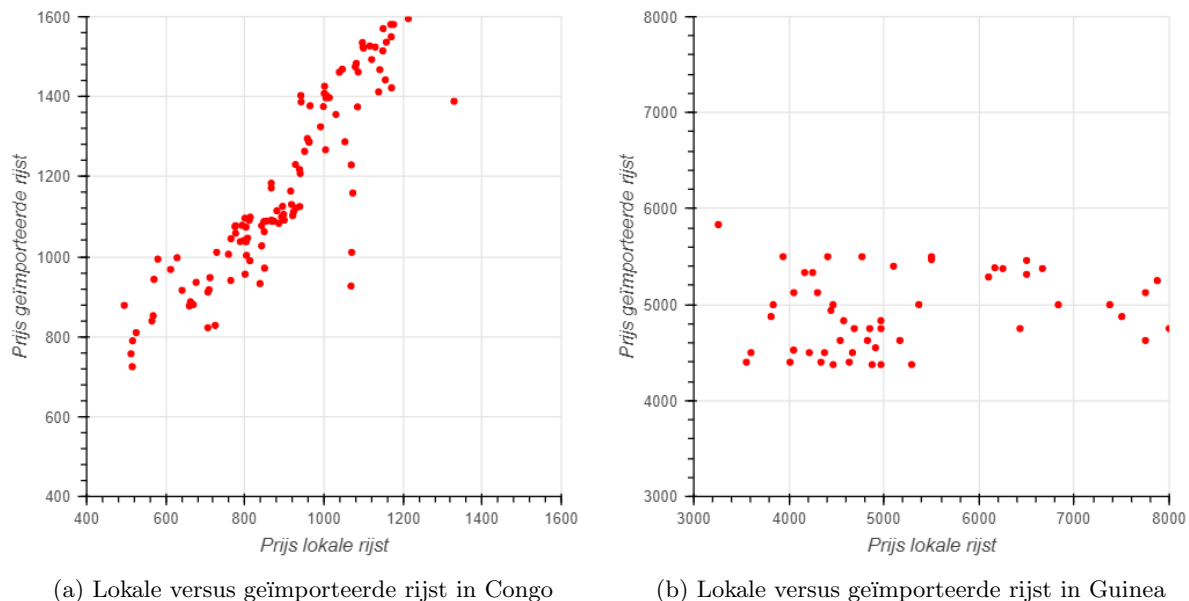 1600
1400
1200
1000
800
600
400
Prijs geïmporteerde rijst
400 600 800 1000 1200 1400 1600
Prijs lokale rijst
(a) Lokale versus geïmporteerde rijst in Congo
8000
7000
6000
5000
4000
3000
Prijs geïmporteerde rijst
3000 4000 5000 6000 7000 8000
Prijs lokale rijst
(b) Lokale versus geïmporteerde rijst in Guinea